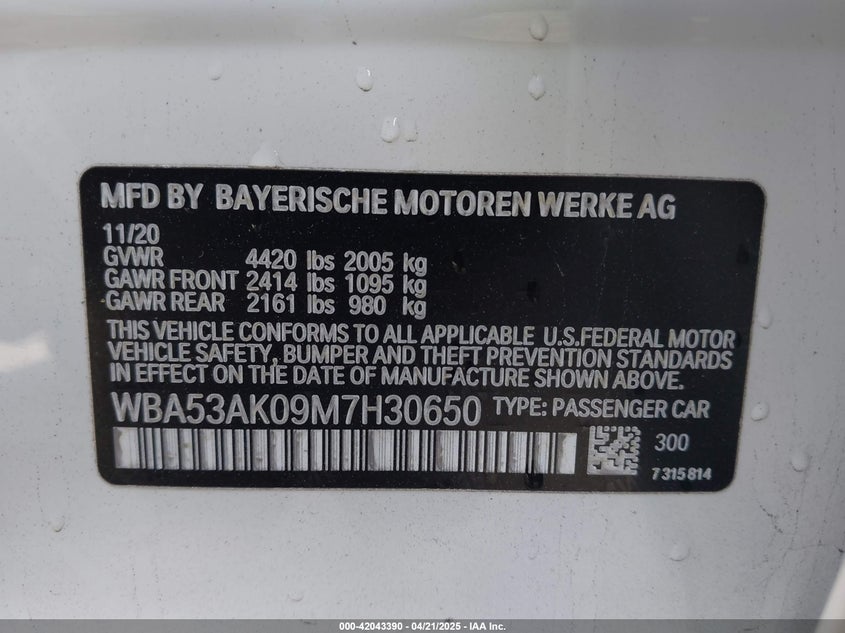 MFD BY BAYERISCHE MOTOREN WERKE AG
11/20
GVWR 4420 lbs 2005 kg
GAWR FRONT 2414 lbs 1095 kg
GAWR REAR 2161 lbs 980 kg
THIS VEHICLE CONFORMS TO ALL APPLICABLE U.S.FEDERAL MOTOR
VEHICLE SAFETY, BUMPER AND THEFT PREVENTION STANDARDS
IN EFFECT ON THE DATE OF MANUFACTURE SHOWN ABOVE.
WBA53AK09M7H30650 TYPE: PASSENGER CAR
300
7315814
000-42043390 - 04/21/2025 - IAA Inc.